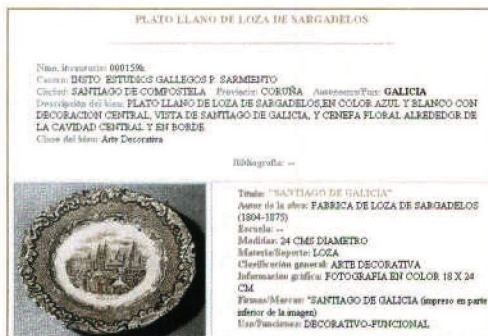 PLATO LLANO DE LOZA DE SARGADELOS
Núm. Inventario: 000159k
Centro: INSTO. ESTUDIOS GALLEGOS P. SARMIENTO
Ciudad: SANTIAGO DE COMPOSTELA Provincia: CORUÑA Autonomía/País: GALICIA
Descripción del bien: PLATO LLANO DE LOZA DE SARGADELOS,EN COLOR AZUL Y BLANCO CON
DECORACION CENTRAL, VISTA DE SANTIAGO DE GALICIA, Y CENEFA FLORAL ALREDEDOR DE
LA CAVIDAD CENTRAL Y EN BORDE
Clase del bien: Arte Decorativa
Bibliografía: --
Título: "SANTIAGO DE GALICIA"
Autor de la obra: FABRICA DE LOZA DE SARGADELOS
(1804-1875)
Escuela: --
Medidas: 24 CMS DIAMETRO
Materia/Soporte: LOZA
Clasificación general: ARTE DECORATIVA
Información gráfica: FOTOGRAFIA EN COLOR 18 X 24
CM
Firmas/Marcas: "SANTIAGO DE GALICIA (impreso en parte
inferior de la imagen)
Uso/Funciones: DECORATIVO-FUNCIONAL